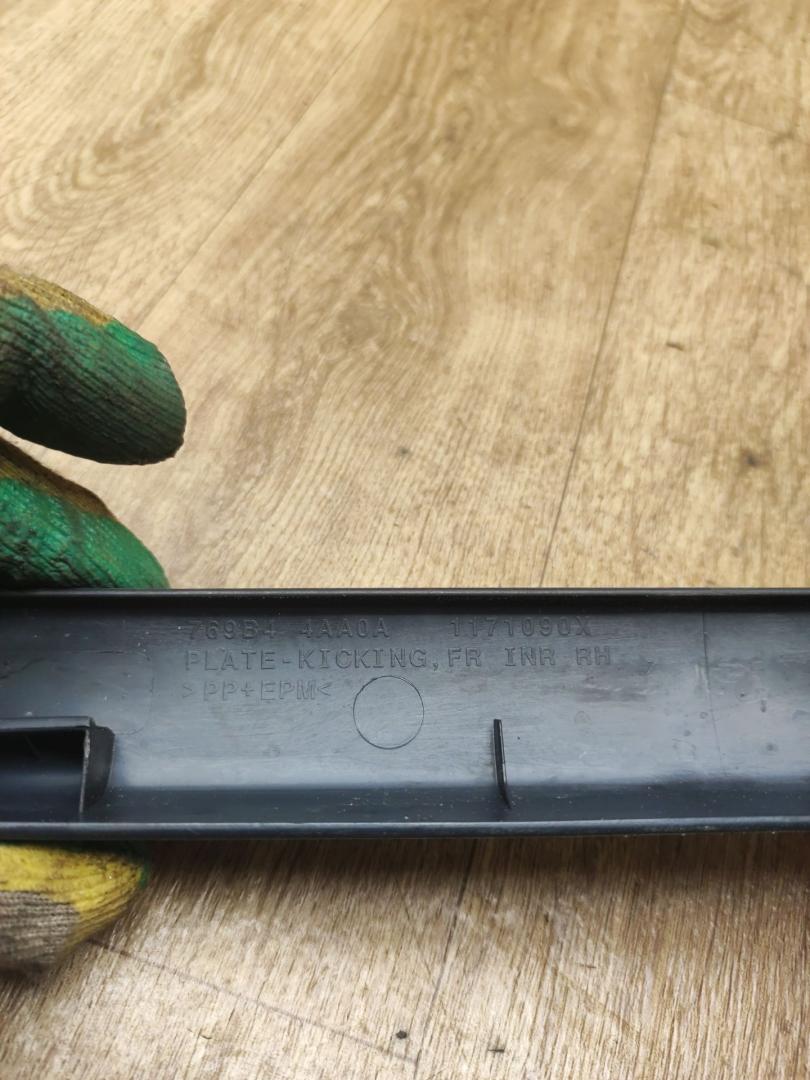 769B4 4AA0A 1171090X
PLATE-KICKING,FR INR RH
>PP+EPM<